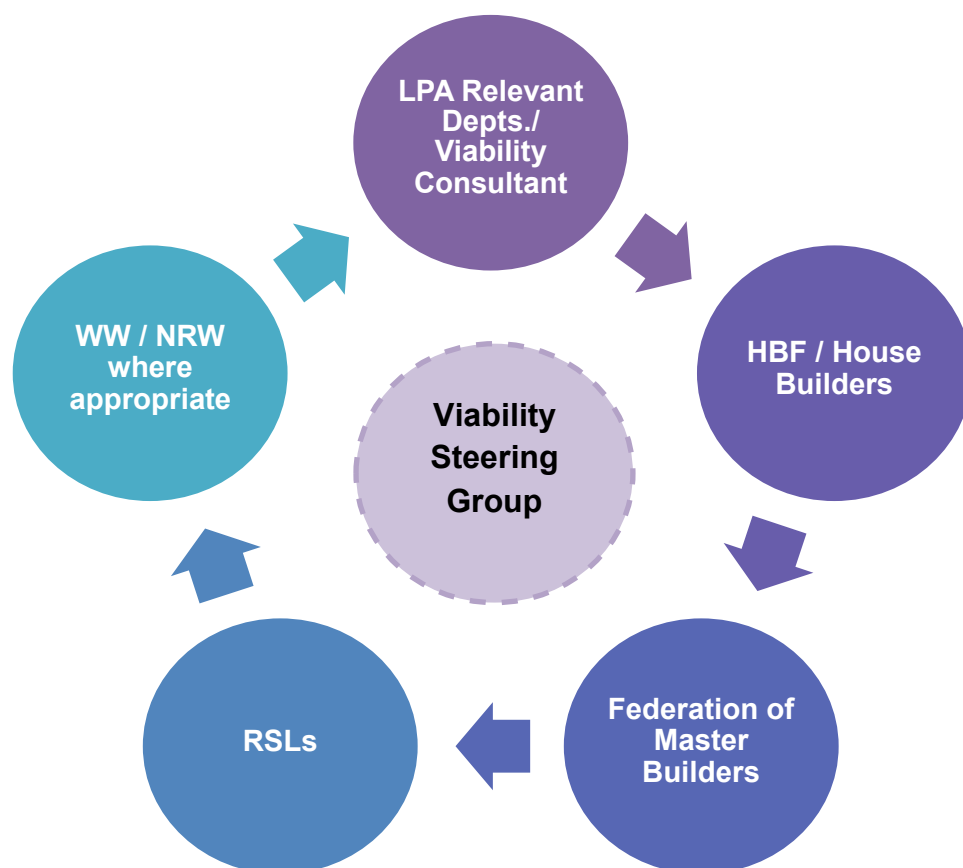 LPA Relevant
Depts./
Viability
Consultant
HBF / House
Builders
Federation of
Master
Builders
RSLs
WW / NRW
where
appropriate
Viability
Steering
Group